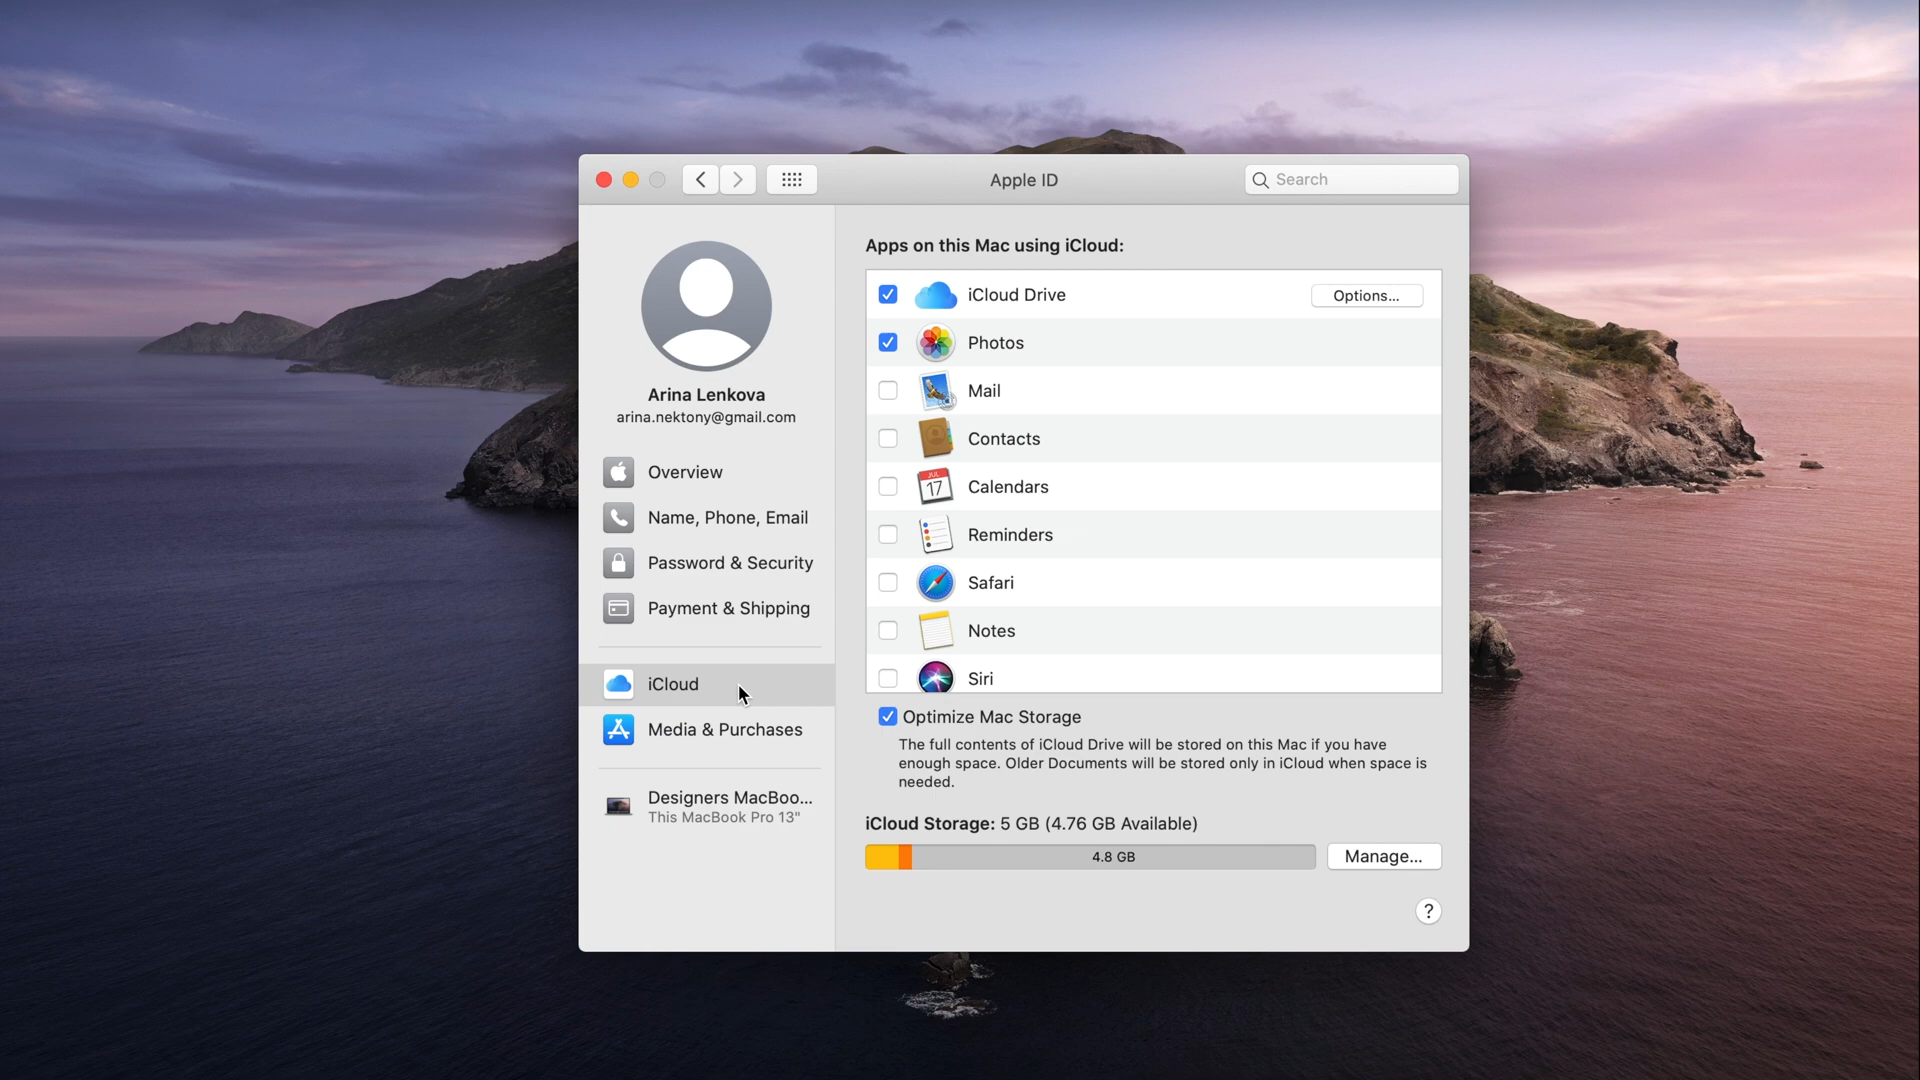 Apple ID
Search
Arina Lenkova
arina.nektony@gmail.com
Overview
Name, Phone, Email
Password & Security
Payment & Shipping
iCloud
Media & Purchases
Designers MacBoo...
This MacBook Pro 13"
Apps on this Mac using iCloud:
iCloud Drive
Options...
Photos
Mail
Contacts
JUL
17
Calendars
Reminders
Safari
Notes
Siri
Optimize Mac Storage
The full contents of iCloud Drive will be stored on this Mac if you have
enough space. Older Documents will be stored only in iCloud when space is
needed.
iCloud Storage: 5 GB (4.76 GB Available)
4.8 GB
Manage...
?